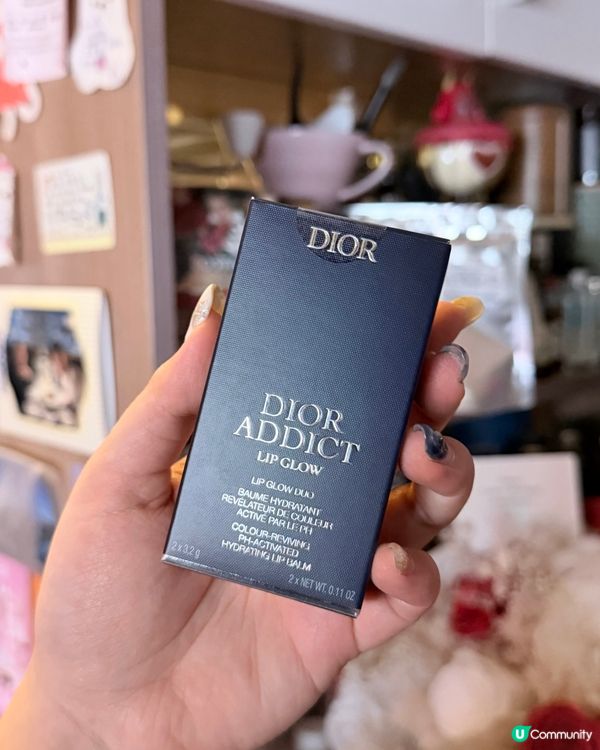 DIOR
DIOR
ADDICT
LIP GLOW
LIP GLOW DUO
BAUME HYDRATANT
RÉVÉLATEUR DE COULEUR
ACTIVÉ PAR LE PH
COLOUR-REVIVING
PH-ACTIVATED
HYDRATING LIP BALM
2 x 3,2 g
2 x NET WT. 0.11 OZ
U Community